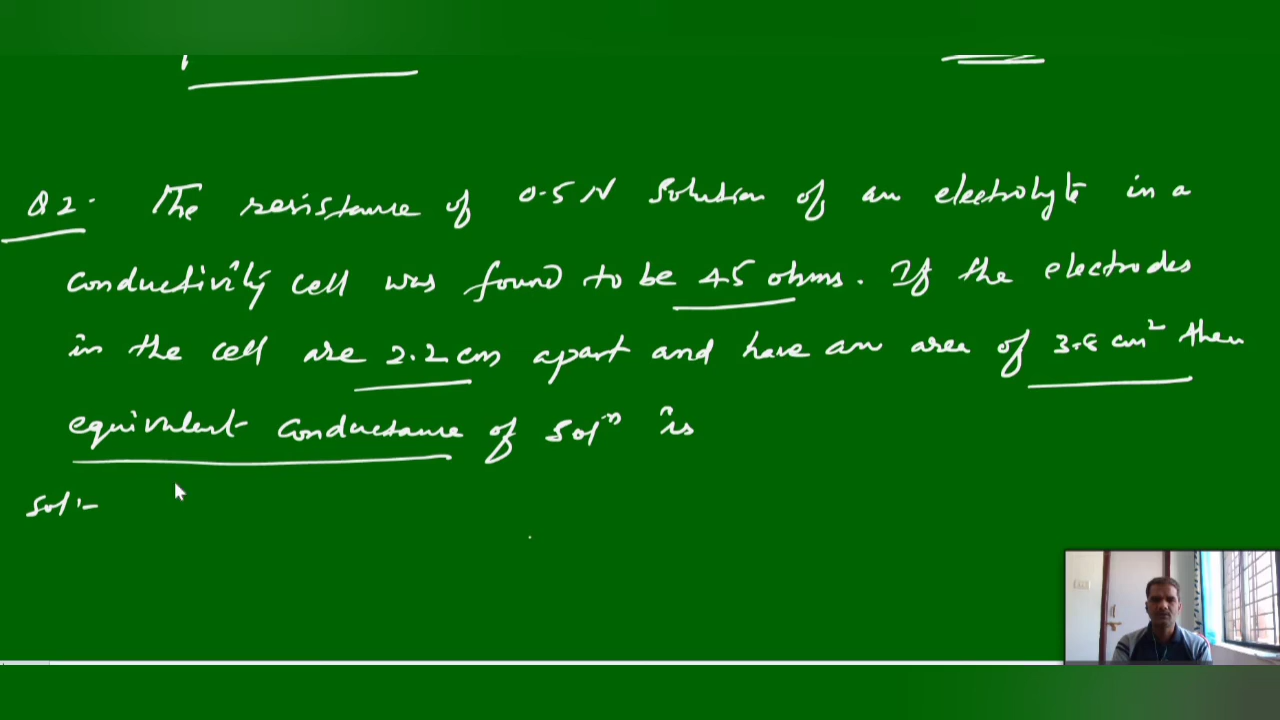 Q2. The resistance of 0.5 N solution of an electrolyte in a
conductivity cell was found to be 45 ohms. If the electrodes
in the cell are 2.2 cm apart and have an area of 3.8 cm² then
equivalent conductance of solⁿ is
Sol:-